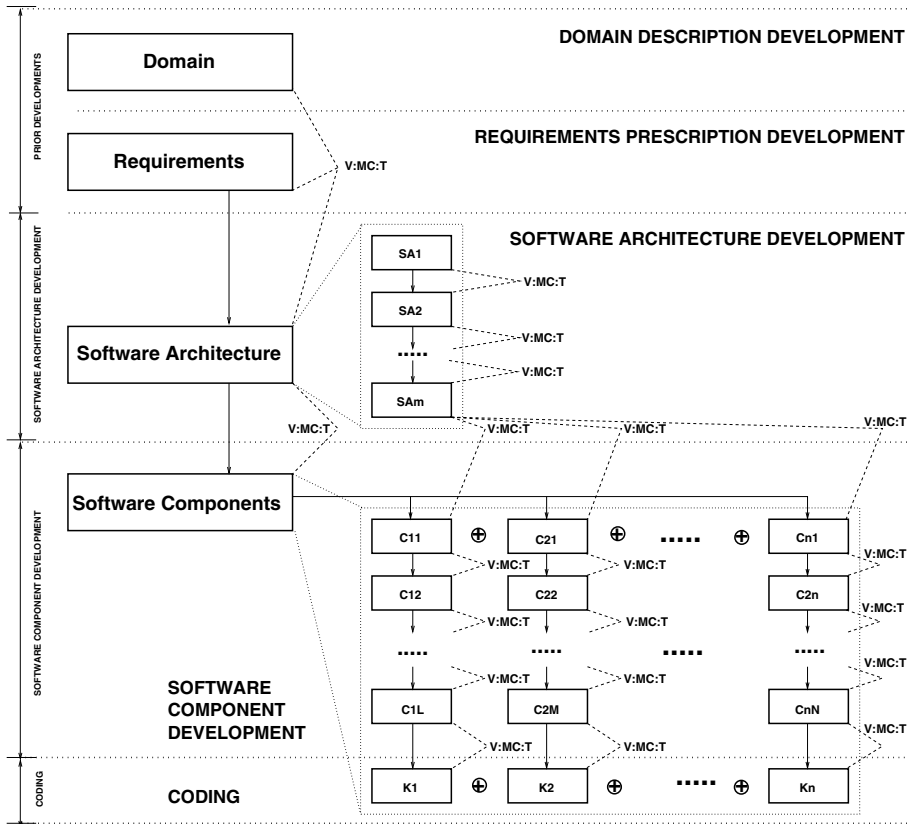 DOMAIN DESCRIPTION DEVELOPMENT
Domain
PRIOR DEVELOPMENTS
REQUIREMENTS PRESCRIPTION DEVELOPMENT
Requirements
V:MC:T
SOFTWARE ARCHITECTURE DEVELOPMENT
SOFTWARE ARCHITECTURE DEVELOPMENT
SA1
V:MC:T
SA2
V:MC:T
Software Architecture
.....
V:MC:T
SAm
V:MC:T
V:MC:T
V:MC:T
V:MC:T
SOFTWARE COMPONENT DEVELOPMENT
Software Components
C11
C21
.....
Cn1
V:MC:T
V:MC:T
V:MC:T
C12
C22
C2n
V:MC:T
V:MC:T
V:MC:T
.....
.....
.....
.....
V:MC:T
V:MC:T
V:MC:T
SOFTWARE
COMPONENT
DEVELOPMENT
C1L
C2M
CnN
V:MC:T
V:MC:T
V:MC:T
CODING
CODING
K1
K2
.....
Kn